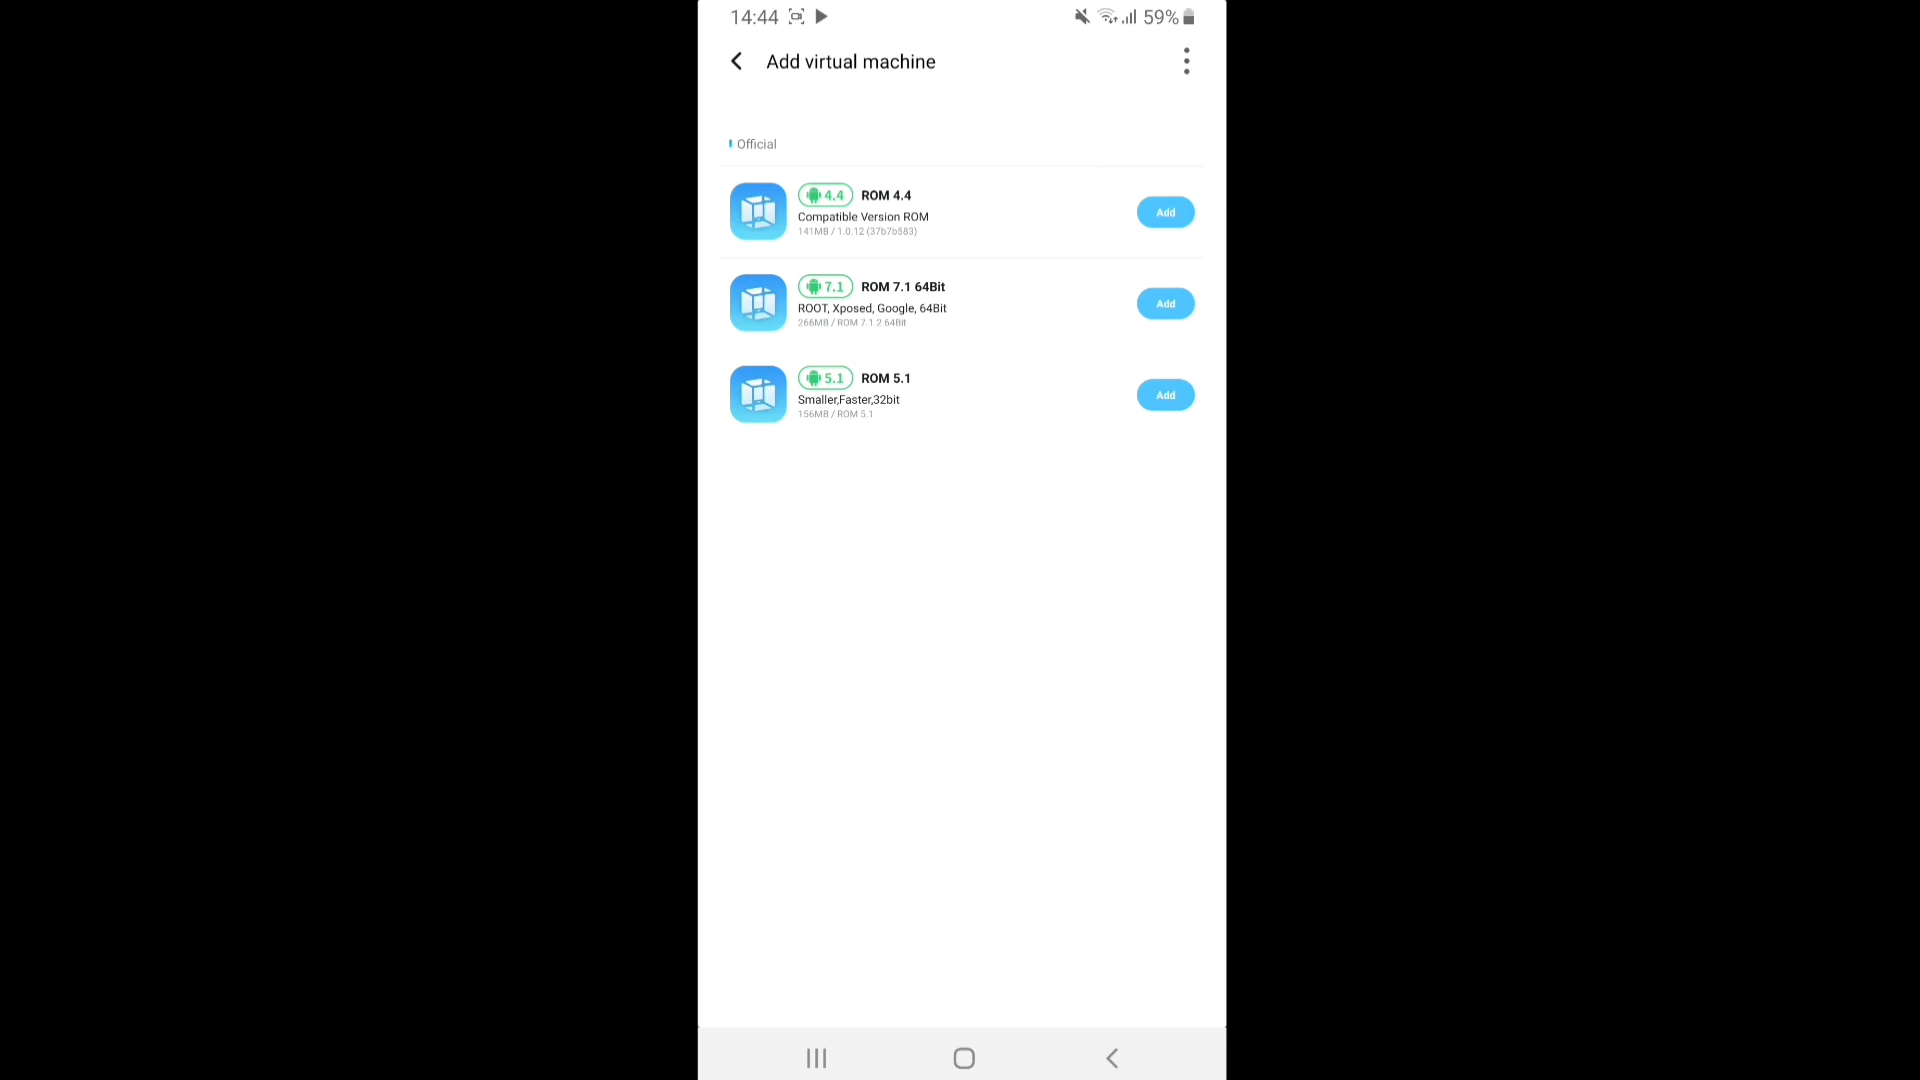 14:44 59%
Add virtual machine
Official
4.4 ROM 4.4
Compatible Version ROM
141MB / 1.0.12 (37b7b583)
Add
7.1 ROM 7.1 64Bit
ROOT, Xposed, Google, 64Bit
266MB / ROM 7.1.2 64Bit
Add
5.1 ROM 5.1
Smaller,Faster,32bit
156MB / ROM 5.1
Add